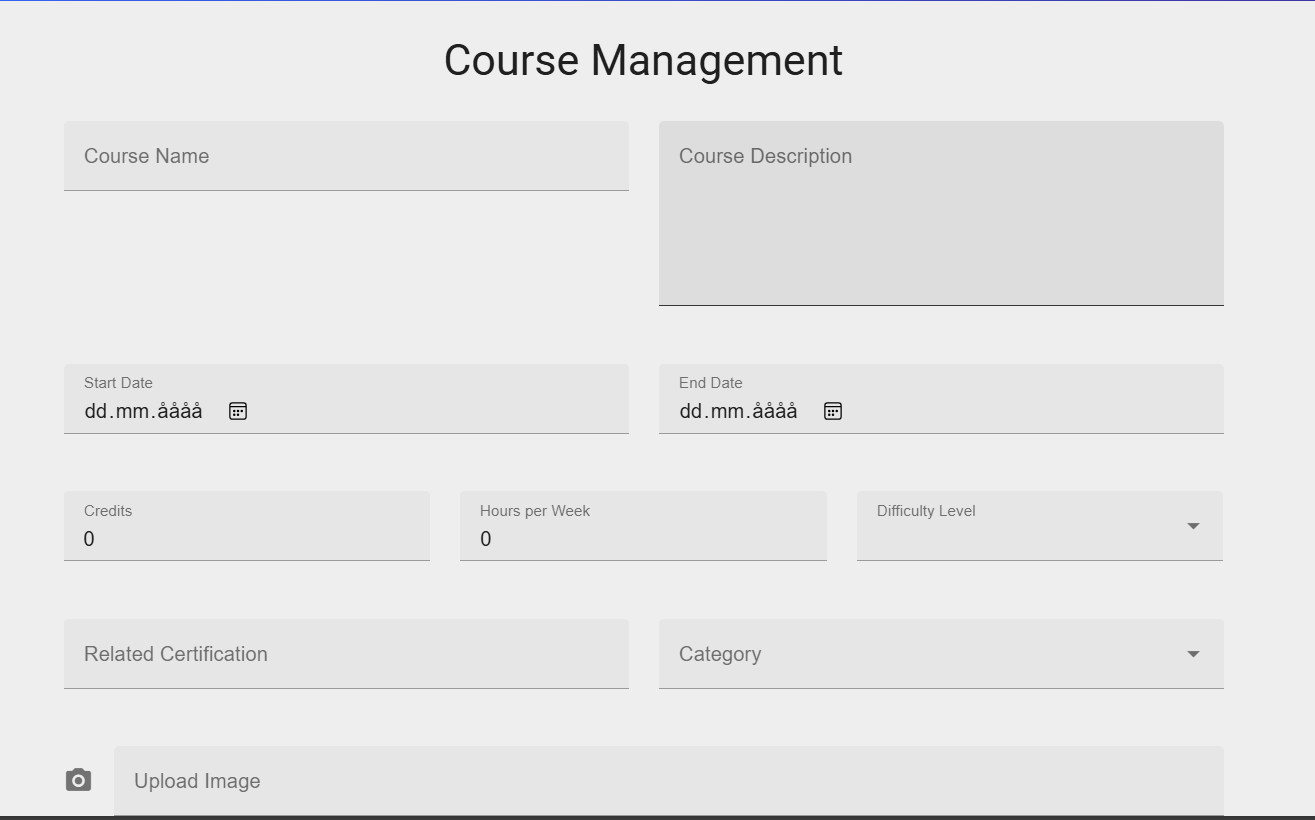 Course Management
Course Name
Course Description
Start Date
dd.mm.åååå
End Date
dd.mm.åååå
Credits
0
Hours per Week
0
Difficulty Level
Related Certification
Category
Upload Image